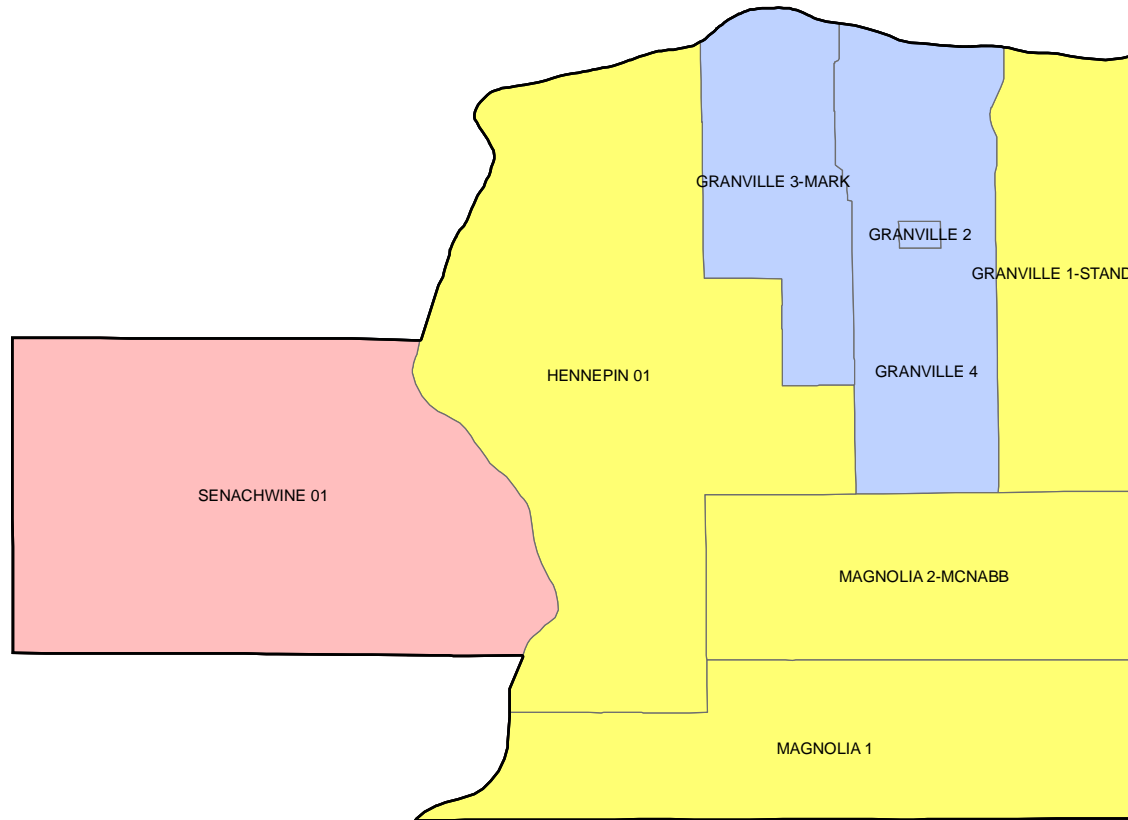 GRANVILLE 3-MARK
GRANVILLE 2
GRANVILLE 1-STAND
HENNEPIN 01
GRANVILLE 4
SENACHWINE 01
MAGNOLIA 2-MCNABB
MAGNOLIA 1